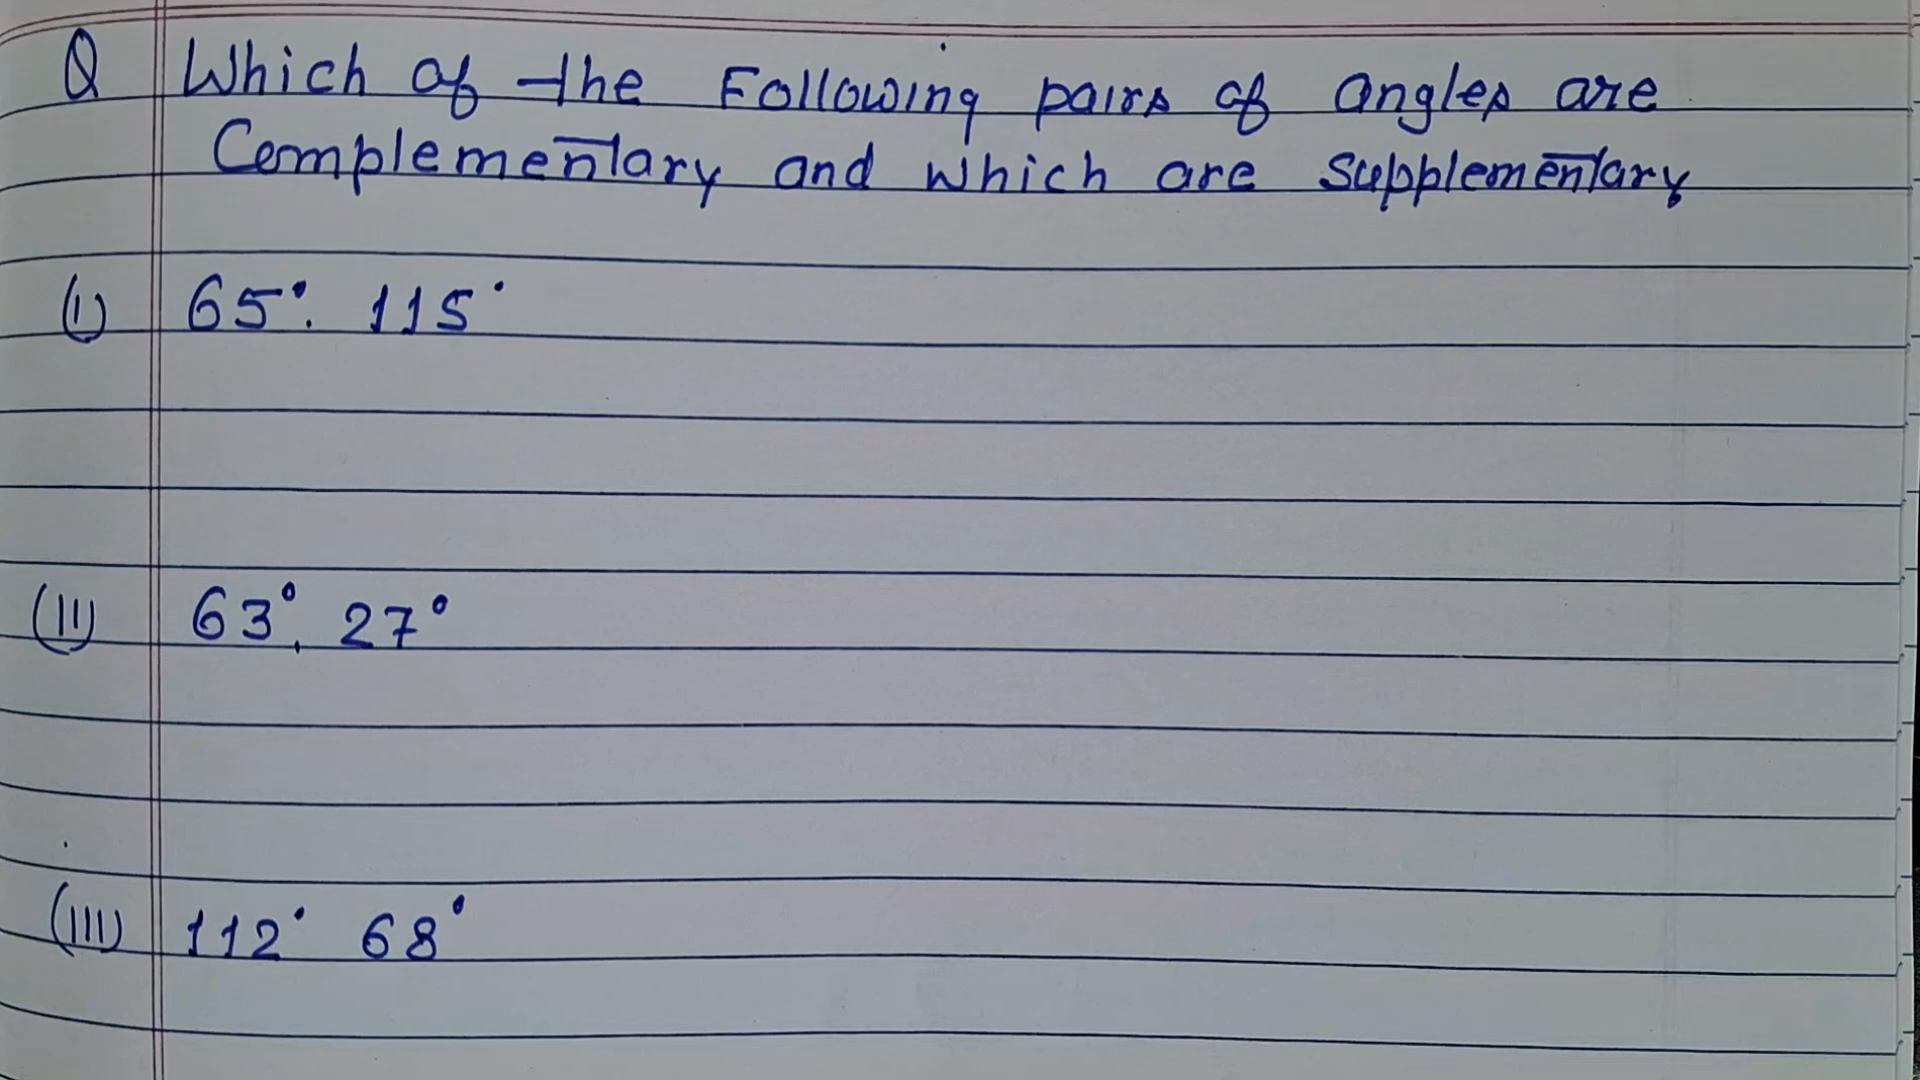 Q Which of the Following pairs of angles are
Complementary and which are supplementary
(I) 65°, 115°
(II) 63°, 27°
(III) 112° 68°